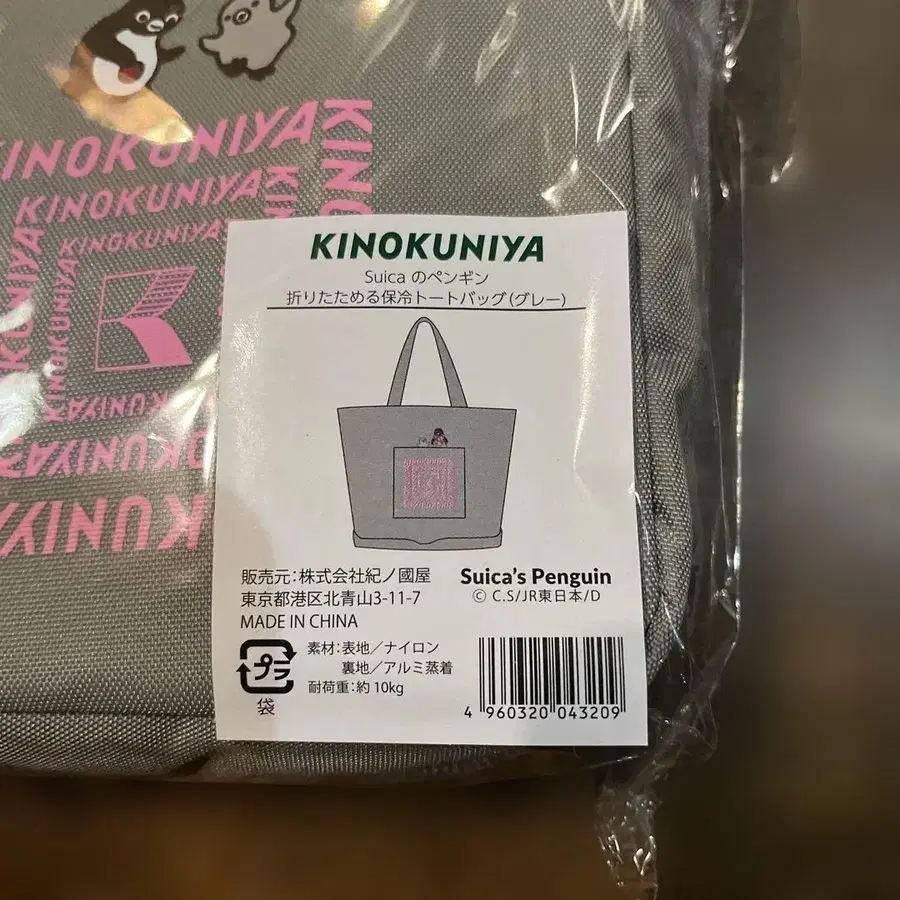 KINOKUNIYA
KINO
KINOKUNIYA
KIN
KINOKUNIYA
KINOKUNIYA
KINOKUNIYA
KUNIYA
KINOKUNIYA
Suica のペンギン
折りたためる保冷トートバッグ(グレー)
販売元:株式会社紀ノ國屋
東京都港区北青山3-11-7
MADE IN CHINA
Suica's Penguin
© C.S/JR東日本/D
プラ
袋
素材:表地/ナイロン
裏地/アルミ蒸着
耐荷重:約 10kg
4 960320 043209